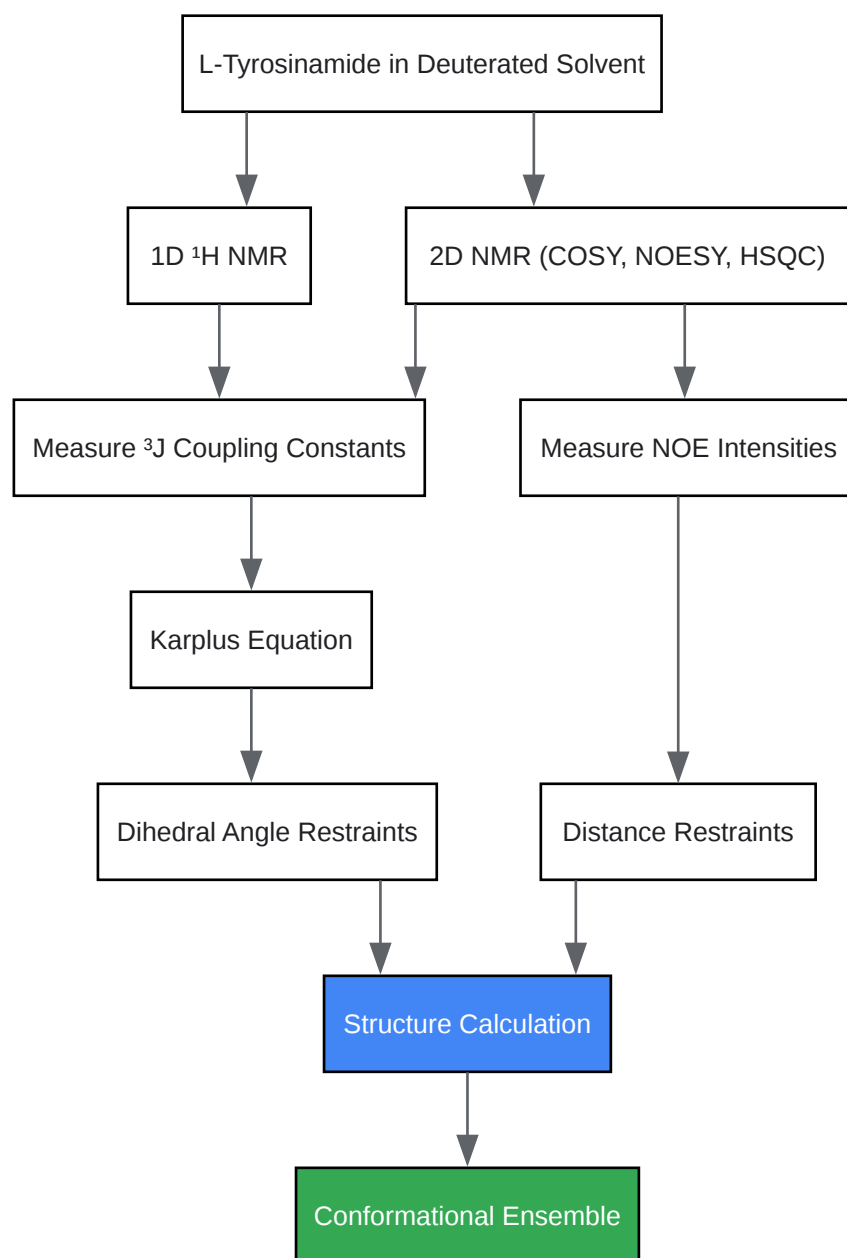 L-Tyrosinamide in Deuterated Solvent
1D ¹H NMR
2D NMR (COSY, NOESY, HSQC)
Measure ³J Coupling Constants
Measure NOE Intensities
Karplus Equation
Dihedral Angle Restraints
Distance Restraints
Structure Calculation
Conformational Ensemble